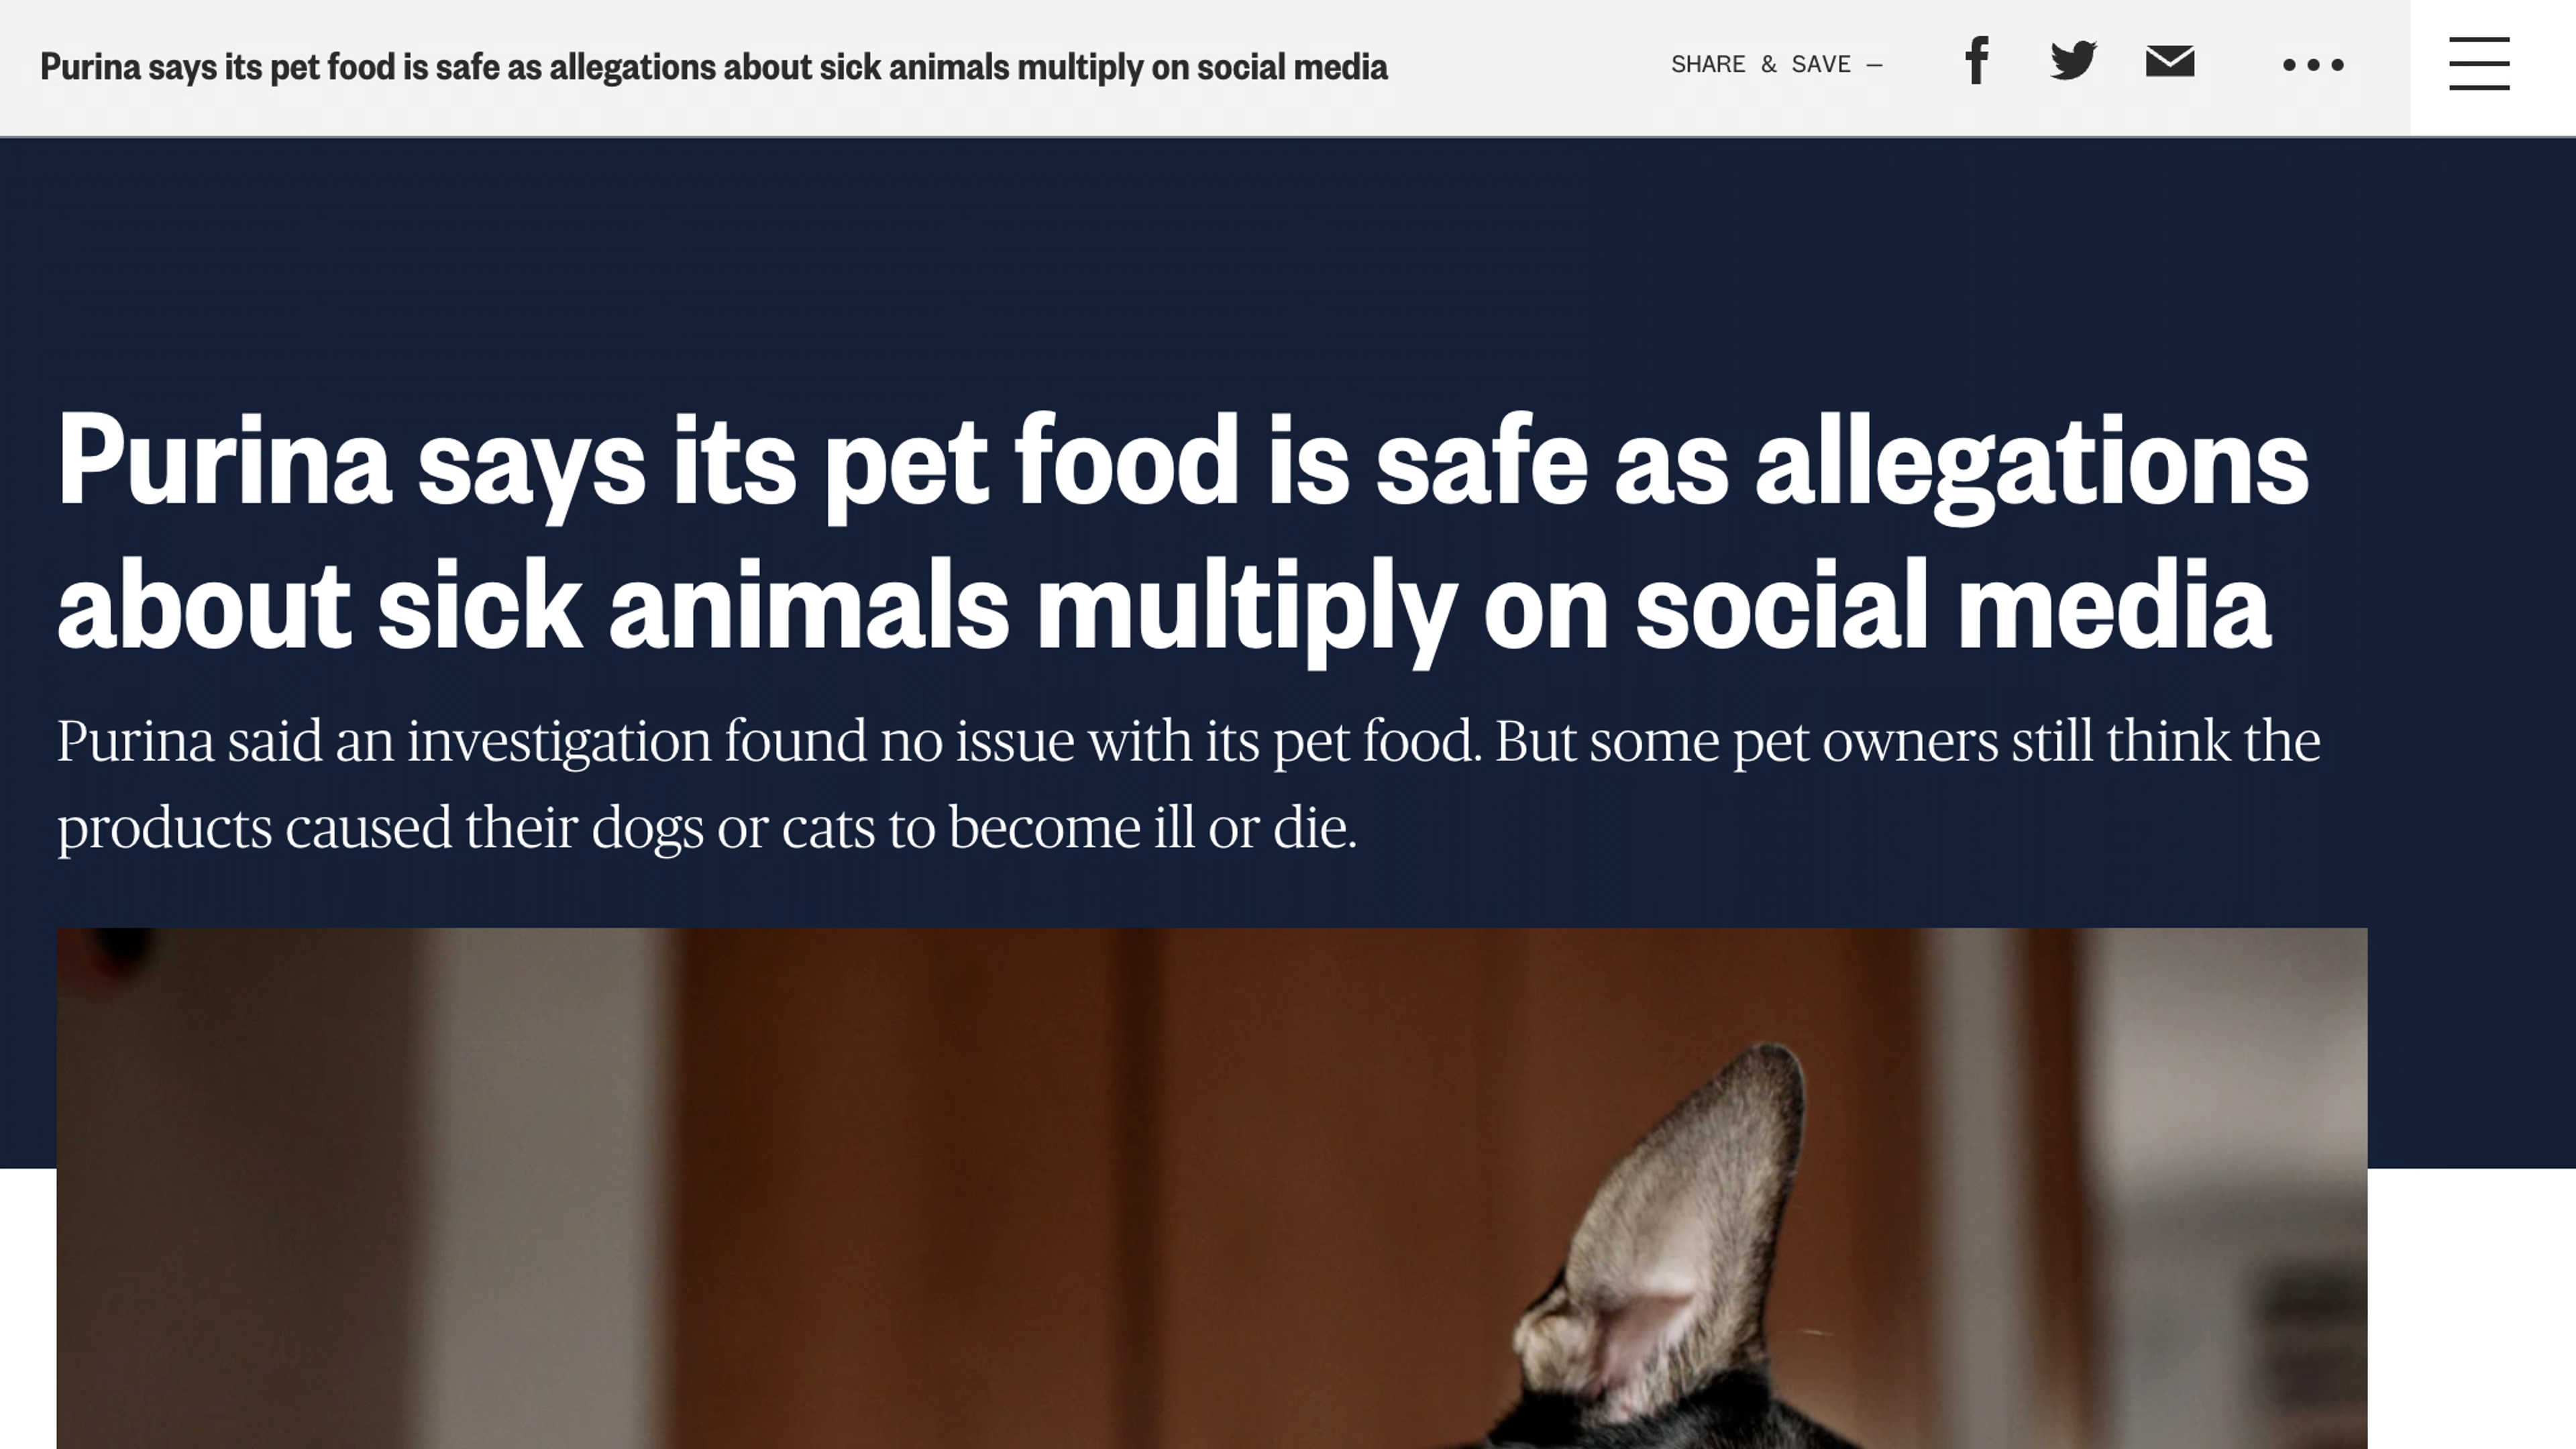 Purina says its pet food is safe as allegations about sick animals multiply on social media
SHARE & SAVE —
Purina says its pet food is safe as allegations
about sick animals multiply on social media
Purina said an investigation found no issue with its pet food. But some pet owners still think the
products caused their dogs or cats to become ill or die.